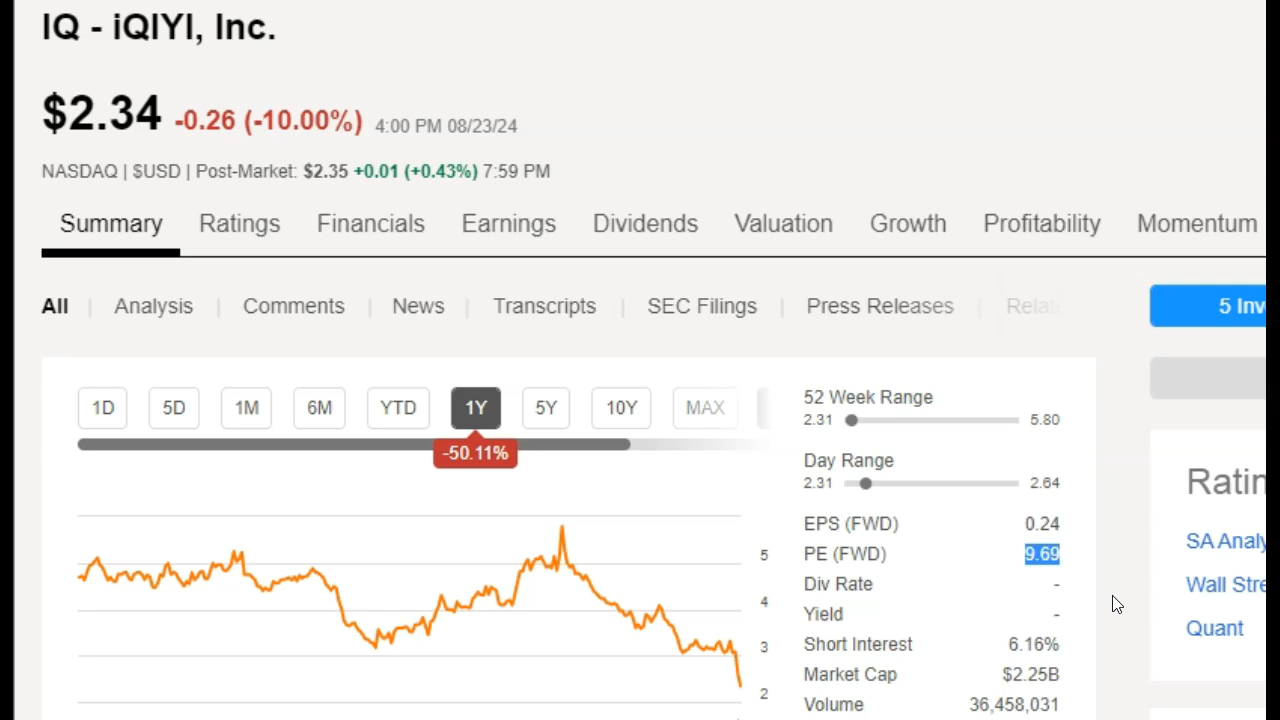 IQ - iQIYI, Inc.
$2.34 -0.26 (-10.00%) 4:00 PM 08/23/24
NASDAQ | $USD | Post-Market: $2.35 +0.01 (+0.43%) 7:59 PM
Summary Ratings Financials Earnings Dividends Valuation Growth Profitability Momentum
All | Analysis | Comments | News | Transcripts | SEC Filings | Press Releases |
5
1D 5D 1M 6M YTD 1Y 5Y 10Y MAX
-50.11%
52 Week Range
2.31 5.80
Day Range
2.31 2.64
EPS (FWD) 0.24
PE (FWD) 9.69
Div Rate -
Yield -
Short Interest 6.16%
Market Cap $2.25B
Volume 36,458,031
5
4
3
2
SA
Wall
Quant